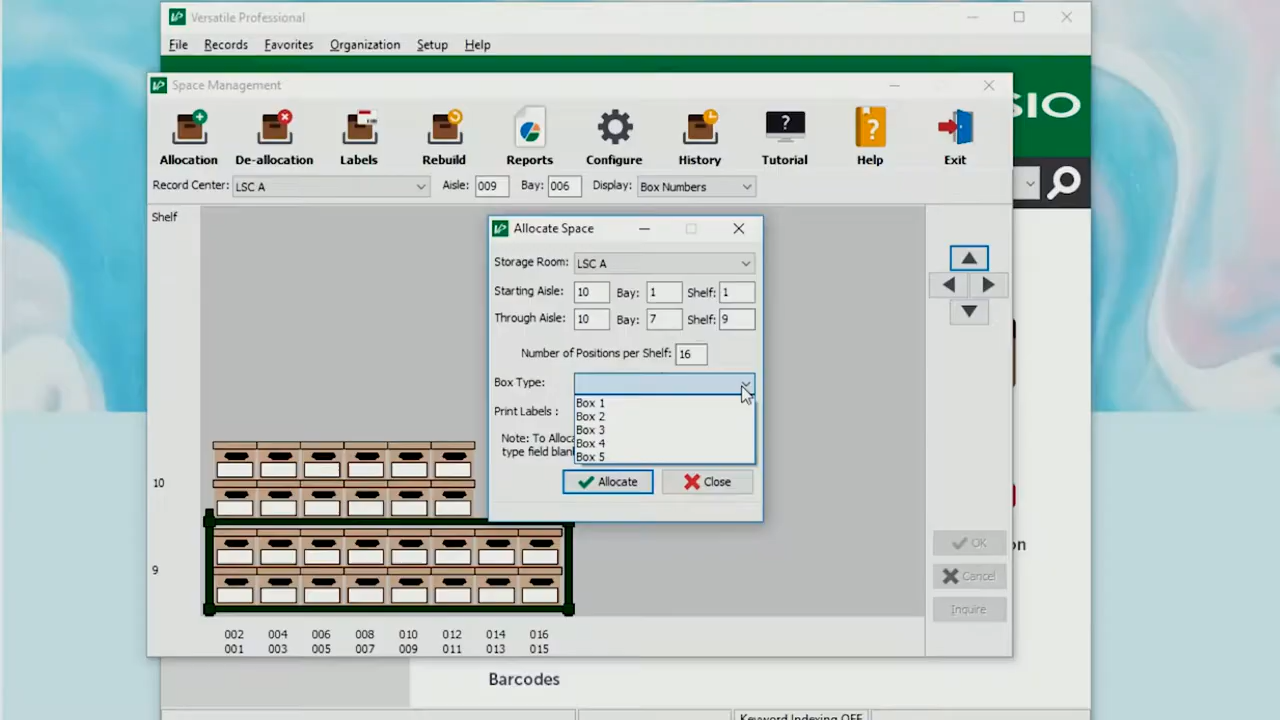 Versatile Professional
File Records Favorites Organization Setup Help
SIO
Space Management
Allocation De-allocation Labels Rebuild Reports Configure History Tutorial Help Exit
Record Center: LSC A Aisle: 009 Bay: 006 Display: Box Numbers
Shelf
Allocate Space
Storage Room: LSC A
Starting Aisle: 10 Bay: 1 Shelf: 1
Through Aisle: 10 Bay: 7 Shelf: 9
Number of Positions per Shelf: 16
Box Type:
Box 1
Box 2
Box 3
Box 4
Box 5
Print Labels :
Note: To Alloca
type field blan
Allocate Close
10
9
OK
on
Cancel
Inquire
002 004 006 008 010 012 014 016
001 003 005 007 009 011 013 015
Barcodes
Keyword Indexing OFF